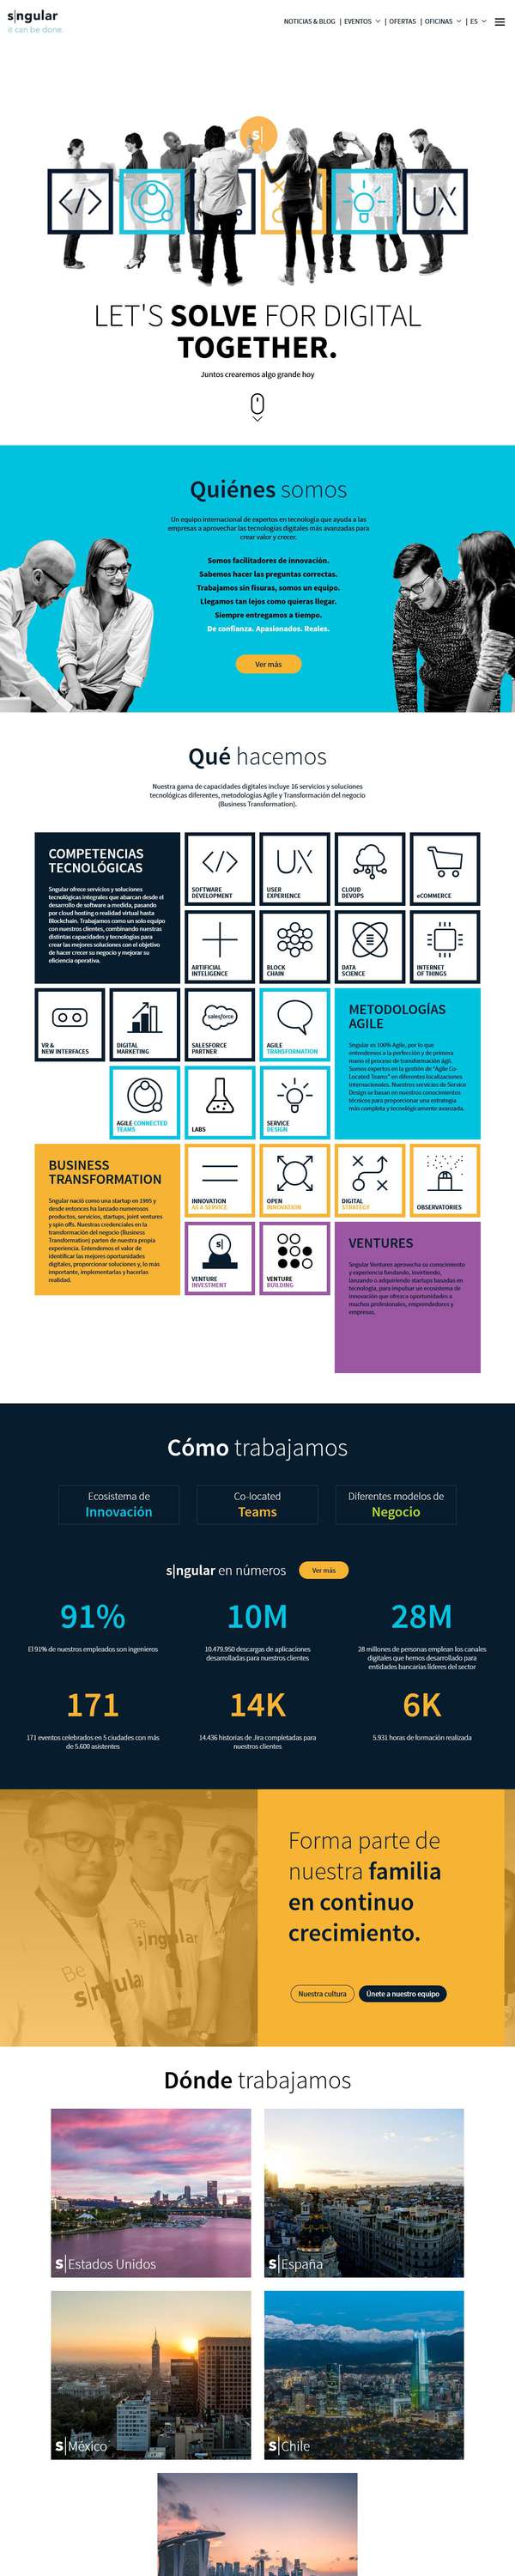 s|ngular
it can be done.
NOTICIAS & BLOG | EVENTOS | OFERTAS | OFICINAS | ES
s|
</> UX
LET'S SOLVE FOR DIGITAL
TOGETHER.
Juntos crearemos algo grande hoy
Quiénes somos
Un equipo internacional de expertos en tecnología que ayuda a las
empresas a aprovechar las tecnologías digitales más avanzadas para
crear valor y crecer.
Somos facilitadores de innovación.
Sabemos hacer las preguntas correctas.
Trabajamos sin fisuras, somos un equipo.
Llegamos tan lejos como quieras llegar.
Siempre entregamos a tiempo.
De confianza. Apasionados. Reales.
Ver más
Qué hacemos
Nuestra gama de capacidades digitales incluye 16 servicios y soluciones
tecnológicas diferentes, metodologías Agile y Transformación del negocio
(Business Transformation).
COMPETENCIAS
TECNOLÓGICAS
Sngular ofrece servicios y soluciones
tecnológicas integrales que abarcan desde el
desarrollo de software a medida, pasando
por cloud hosting o realidad virtual hasta
Blockchain. Trabajamos como un solo equipo
con nuestros clientes, combinando nuestras
distintas capacidades y tecnologías para
crear las mejores soluciones con el objetivo
de hacer crecer su negocio y mejorar su
eficiencia operativa.
</>
SOFTWARE
DEVELOPMENT
UX
USER
EXPERIENCE
CLOUD
DEVOPS
eCOMMERCE
ARTIFICIAL
INTELIGENCE
BLOCK
CHAIN
DATA
SCIENCE
INTERNET
OF THINGS
VR &
NEW INTERFACES
DIGITAL
MARKETING
salesforce
SALESFORCE
PARTNER
AGILE
TRANSFORMATION
METODOLOGÍAS
AGILE
Sngular es 100% Agile, por lo que
entendemos a la perfección y de primera
mano el proceso de transformación ágil.
Somos expertos en la gestión de "Agile Co-
Located Teams" en diferentes localizaciones
internacionales. Nuestros servicios de Service
Design se basan en nuestros conocimientos
técnicos para proporcionar una estrategia
más completa y tecnológicamente avanzada.
AGILE CONNECTED
TEAMS
LABS
SERVICE
DESIGN
BUSINESS
TRANSFORMATION
Sngular nació como una startup en 1995 y
desde entonces ha lanzado numerosos
productos, servicios, startups, joint ventures
y spin offs. Nuestras credenciales en la
transformación del negocio (Business
Transformation) parten de nuestra propia
experiencia. Entendemos el valor de
identificar las mejores oportunidades
digitales, proporcionar soluciones y, lo más
importante, implementarlas y hacerlas
realidad.
INNOVATION
AS A SERVICE
OPEN
INNOVATION
DIGITAL
STRATEGY
OBSERVATORIES
s|
VENTURE
INVESTMENT
VENTURE
BUILDING
VENTURES
Sngular Ventures aprovecha su conocimiento
y experiencia fundando, invirtiendo,
lanzando o adquiriendo startups basadas en
tecnología, para impulsar un ecosistema de
innovación que ofrezca oportunidades a
muchos profesionales, emprendedores y
empresas.
Cómo trabajamos
Ecosistema de
Innovación
Co-located
Teams
Diferentes modelos de
Negocio
s|ngular en números
Ver más
91%
El 91% de nuestros empleados son ingenieros
10M
10.479.950 descargas de aplicaciones
desarrolladas para nuestros clientes
28M
28 millones de personas emplean los canales
digitales que hemos desarrollado para
entidades bancarias líderes del sector
171
171 eventos celebrados en 5 ciudades con más
de 5.600 asistentes
14K
14.436 historias de Jira completadas para
nuestros clientes
6K
5.931 horas de formación realizada
Be
s|ngular
Be
s|ngular
Forma parte de
nuestra familia
en continuo
crecimiento.
Nuestra cultura
Únete a nuestro equipo
Dónde trabajamos
s|Estados Unidos
s|España
s|México
s|Chile